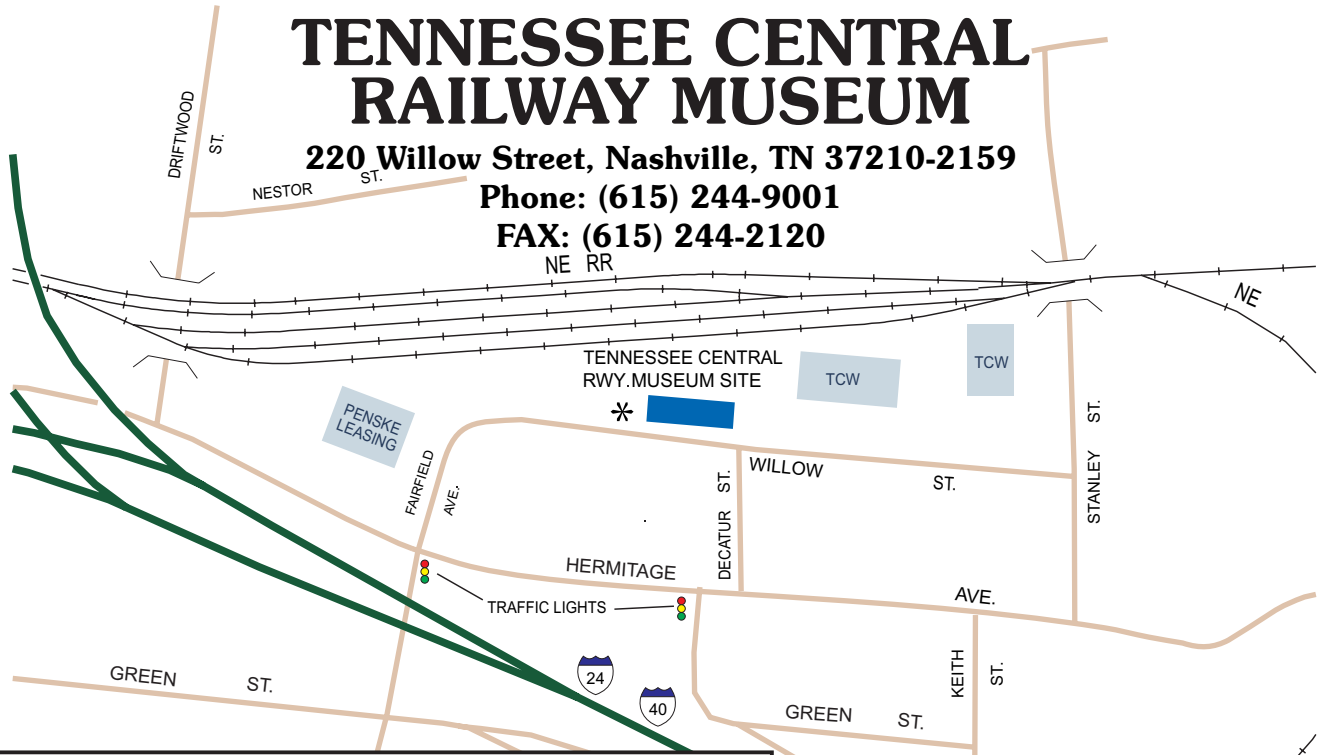 TENNESSEE CENTRAL
RAILWAY MUSEUM
220 Willow Street, Nashville, TN 37210-2159
Phone: (615) 244-9001
FAX: (615) 244-2120
DRIFTWOOD ST.
NESTOR ST.
NE RR
NE
TENNESSEE CENTRAL
RWY.MUSEUM SITE
*
TCW
TCW
PENSKE
LEASING
FAIRFIELD AVE.
WILLOW ST.
DECATUR ST.
STANLEY ST.
HERMITAGE AVE.
TRAFFIC LIGHTS
24
40
KEITH ST.
GREEN ST.
GREEN ST.